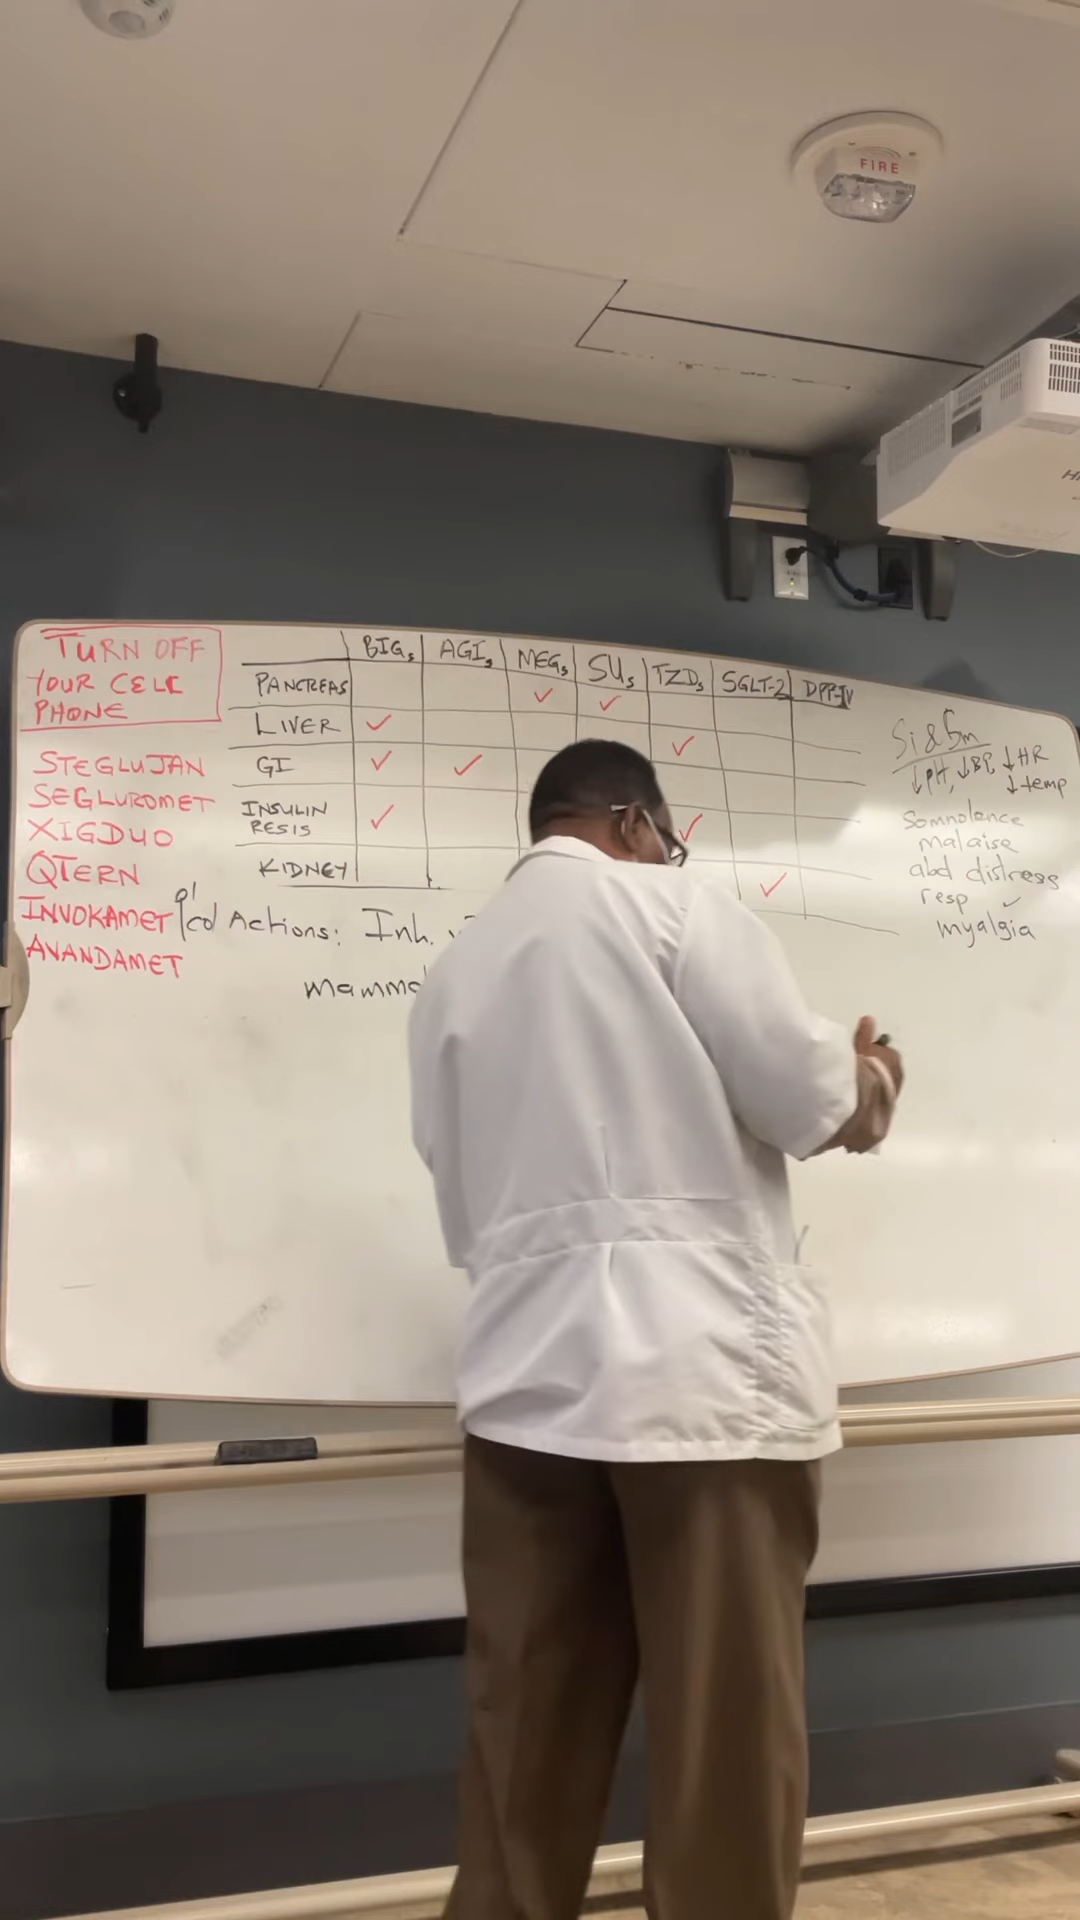 FIRE
TURN OFF
YOUR CELL
PHONE
STEGLUJAN
SEGLUROMET
XIGDUO
QTERN
INVOKAMET
AVANDAMET
BIGs AGIs MEGs SUs TZDs SGLT-2 DPP-IV
PANCREAS ✓ ✓
LIVER ✓ ✓
GI ✓ ✓
INSULIN
RESIS ✓ ✓
KIDNEY ✓
Actions: Inh.
Si & Sm
↓PH, ↓BP, ↓HR
↓temp
Somnolence
malaise
abd distress
resp ✓
myalgia